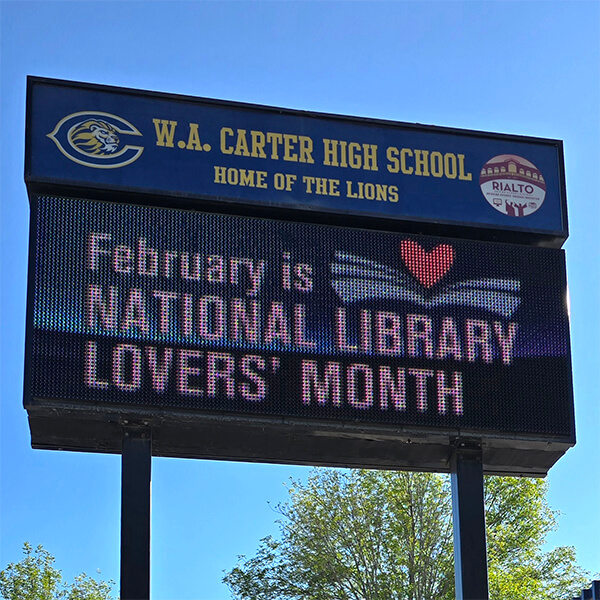 W.A. CARTER HIGH SCHOOL
HOME OF THE LIONS
RIALTO
February is
NATIONAL LIBRARY
LOVERS' MONTH